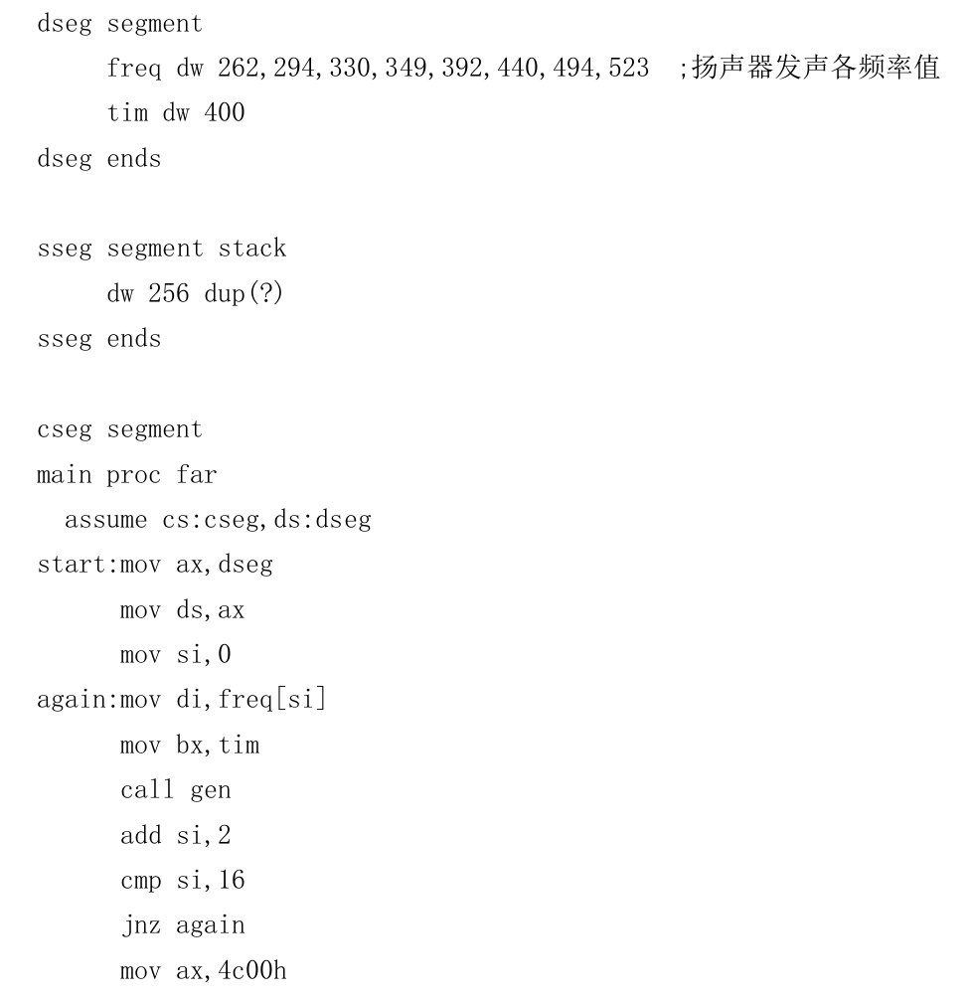 dseg segment
freq dw 262,294,330,349,392,440,494,523 ;扬声器发声各频率值
tim dw 400
dseg ends
sseg segment stack
dw 256 dup(?)
sseg ends
cseg segment
main proc far
assume cs:cseg,ds:dseg
start:mov ax,dseg
mov ds,ax
mov si,0
again:mov di,freq[si]
mov bx,tim
call gen
add si,2
cmp si,16
jnz again
mov ax,4c00h